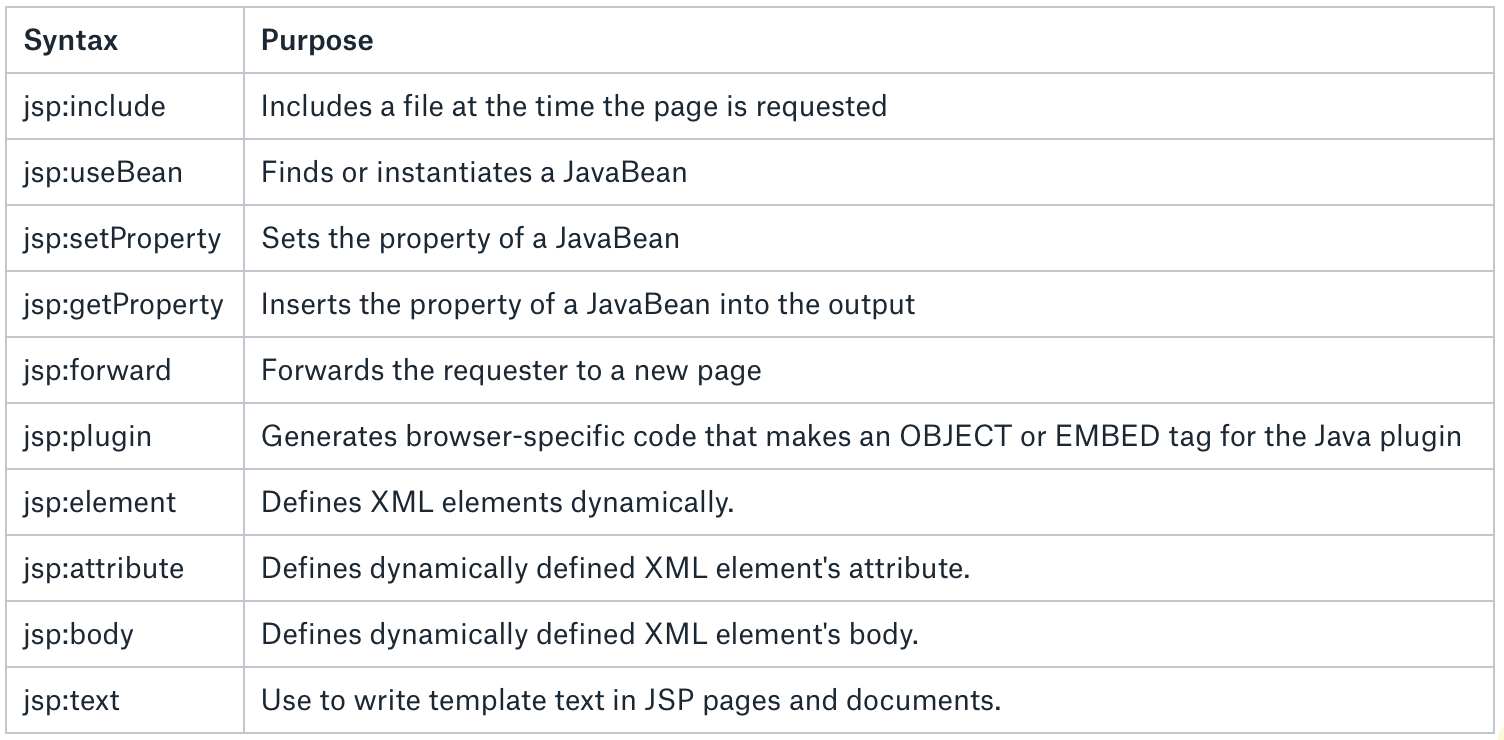 Syntax Purpose
jsp:include Includes a file at the time the page is requested
jsp:useBean Finds or instantiates a JavaBean
jsp:setProperty Sets the property of a JavaBean
jsp:getProperty Inserts the property of a JavaBean into the output
jsp:forward Forwards the requester to a new page
jsp:plugin Generates browser-specific code that makes an OBJECT or EMBED tag for the Java plugin
jsp:element Defines XML elements dynamically.
jsp:attribute Defines dynamically defined XML element's attribute.
jsp:body Defines dynamically defined XML element's body.
jsp:text Use to write template text in JSP pages and documents.